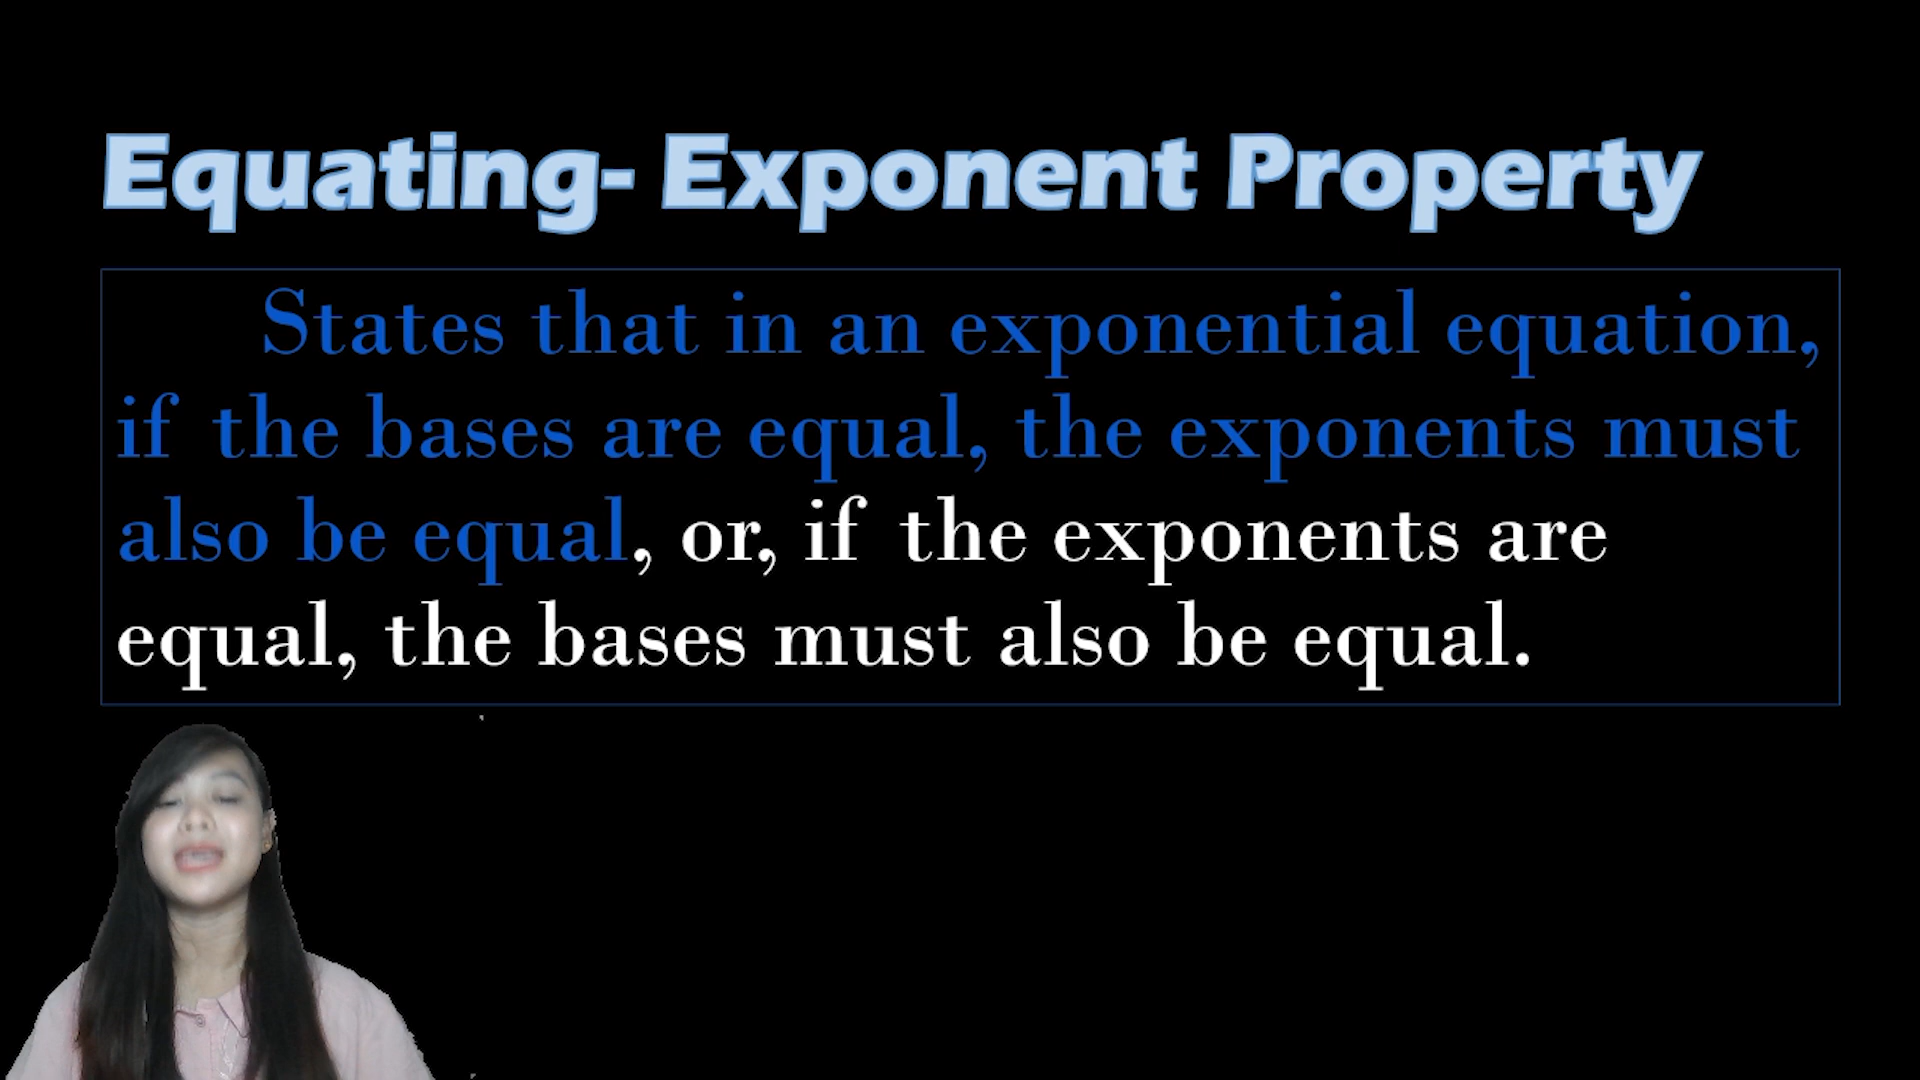 Equating- Exponent Property
States that in an exponential equation,
if the bases are equal, the exponents must
also be equal, or, if the exponents are
equal, the bases must also be equal.